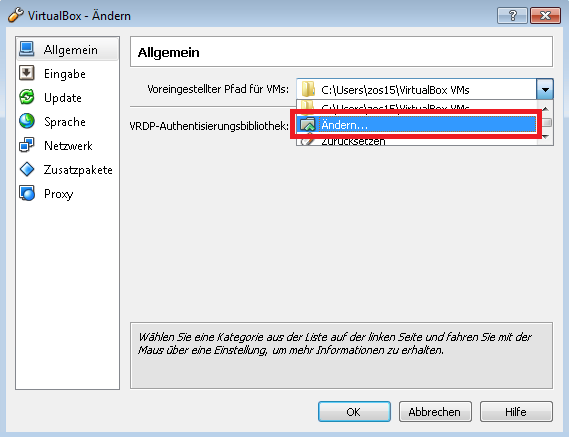 VirtualBox - Ändern
Allgemein
Eingabe
Update
Sprache
Netzwerk
Zusatzpakete
Proxy
Allgemein
Voreingestellter Pfad für VMs:
C:\Users\zos15\VirtualBox VMs
C:\Users\zos15\VirtualBox VMs
VRDP-Authentisierungsbibliothek:
Ändern...
Zurücksetzen
Wählen Sie eine Kategorie aus der Liste auf der linken Seite und fahren Sie mit der
Maus über eine Einstellung, um mehr Informationen zu erhalten.
OK
Abbrechen
Hilfe